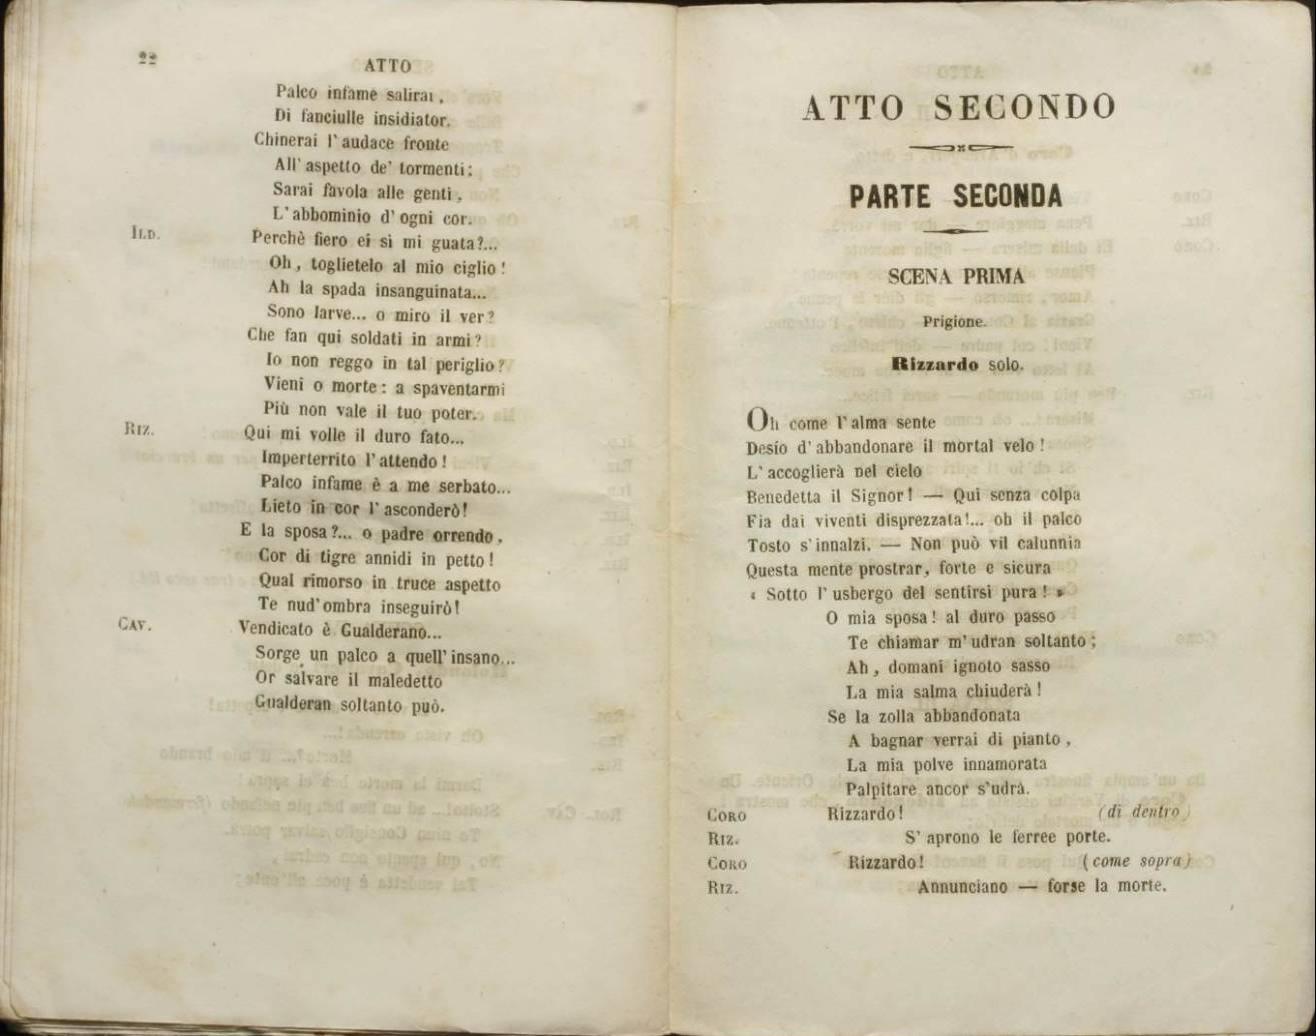 22
ATTO
Palco infame salirai,
Di fanciulle insidiator.
Chinerai l'audace fronte
All'aspetto de' tormenti:
Sarai favola alle genti,
L'abbominio d'ogni cor.
ILD. Perchè fiero ei sì mi guata?...
Oh, toglietelo al mio ciglio!
Ah la spada insanguinata...
Sono larve... o miro il ver?
Che fan qui soldati in armi?
Io non reggo in tal periglio?
Vieni o morte: a spaventarmi
Più non vale il tuo poter.
RIZ. Qui mi volle il duro fato...
Imperterrito l'attendo!
Palco infame è a me serbato...
Lieto in cor l'asconderò!
E la sposa?... o padre orrendo,
Cor di tigre annidi in petto!
Qual rimorso in truce aspetto
Te nud'ombra inseguirò!
CAV. Vendicato è Gualderano...
Sorge un palco a quell'insano...
Or salvare il maledetto
Gualderan soltanto può.
ATTO SECONDO
PARTE SECONDA
SCENA PRIMA
Prigione.
Rizzardo solo.
Oh come l'alma sente
Desío d'abbandonare il mortal velo!
L'accoglierà nel cielo
Benedetta il Signor! — Qui senza colpa
Fia dai viventi disprezzata!... oh il palco
Tosto s'innalzi. — Non può vil calunnia
Questa mente prostrar, forte e sicura
« Sotto l'usbergo del sentirsi pura! »
O mia sposa! al duro passo
Te chiamar m'udran soltanto;
Ah, domani ignoto sasso
La mia salma chiuderà!
Se la zolla abbandonata
A bagnar verrai di pianto,
La mia polve innamorata
Palpitare ancor s'udrà.
CORO Rizzardo! (di dentro)
RIZ. S'aprono le ferree porte.
CORO Rizzardo! (come sopra)
RIZ. Annunciano — forse la morte.